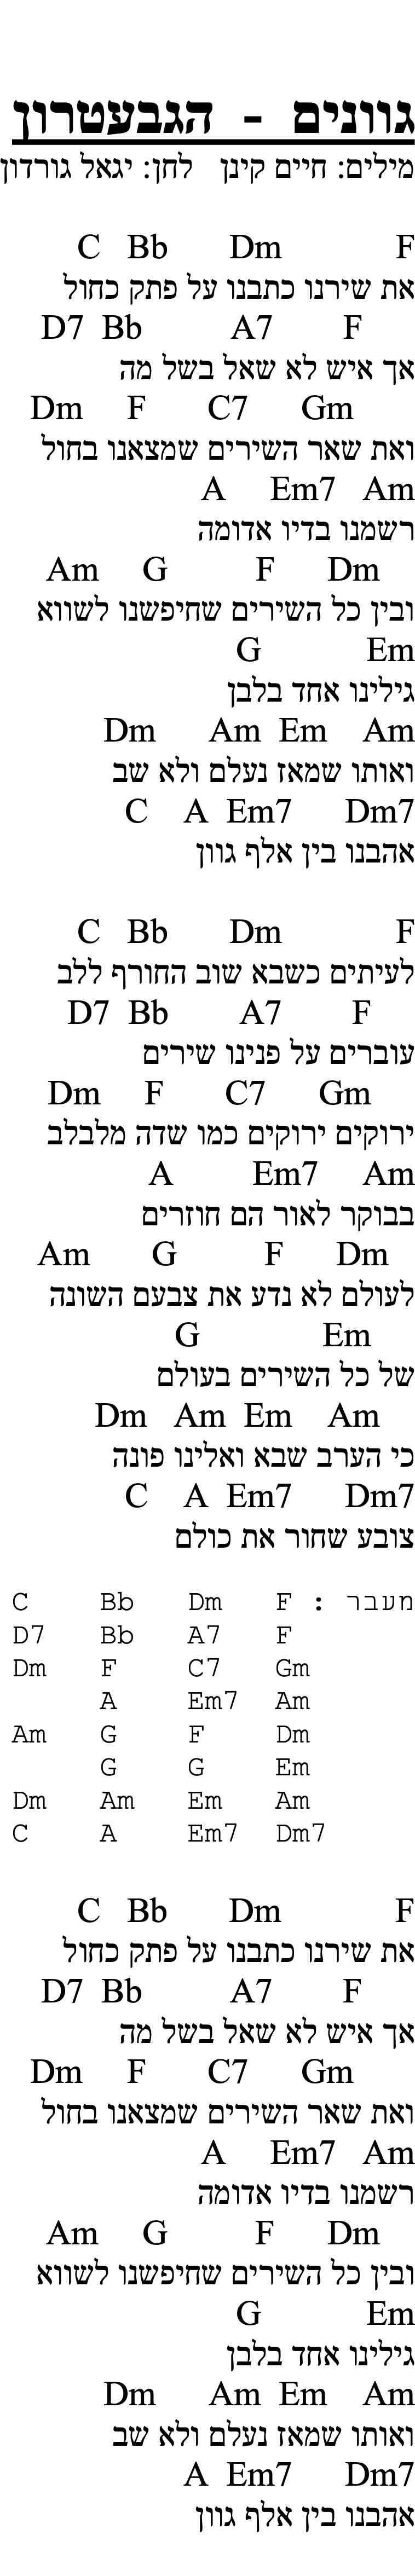 גוונים - הגבעטרון
מילים: חיים קינן לחן: יגאל גורדון
F Dm Bb C
את שירנו כתבנו על פתק כחול
F A7 Bb D7
אך איש לא שאל בשל מה
Gm C7 F Dm
ואת שאר השירים שמצאנו בחול
Am Em7 A
רשמנו בדיו אדומה
Dm F G Am
ובין כל השירים שחיפשנו לשווא
Em G
גילינו אחד בלבן
Am Em Am Dm
ואותו שמאז נעלם ולא שב
Dm7 Em7 A C
אהבנו בין אלף גוון
F Dm Bb C
לעיתים כשבא שוב החורף ללב
F A7 Bb D7
עוברים על פנינו שירים
Gm C7 F Dm
ירוקים ירוקים כמו שדה מלבלב
Am Em7 A
בבוקר לאור הם חוזרים
Dm F G Am
לעולם לא נדע את צבעם השונה
Em G
של כל השירים בעולם
Am Em Am Dm
כי הערב שבא ואלינו פונה
Dm7 Em7 A C
צובע שחור את כולם
מעבר : F Dm Bb C
F A7 Bb D7
Gm C7 F Dm
Am Em7 A
Dm F G Am
Em G G
Am Em Am Dm
Dm7 Em7 A C
F Dm Bb C
את שירנו כתבנו על פתק כחול
F A7 Bb D7
אך איש לא שאל בשל מה
Gm C7 F Dm
ואת שאר השירים שמצאנו בחול
Am Em7 A
רשמנו בדיו אדומה
Dm F G Am
ובין כל השירים שחיפשנו לשווא
Em G
גילינו אחד בלבן
Am Em Am Dm
ואותו שמאז נעלם ולא שב
Dm7 Em7 A
אהבנו בין אלף גוון